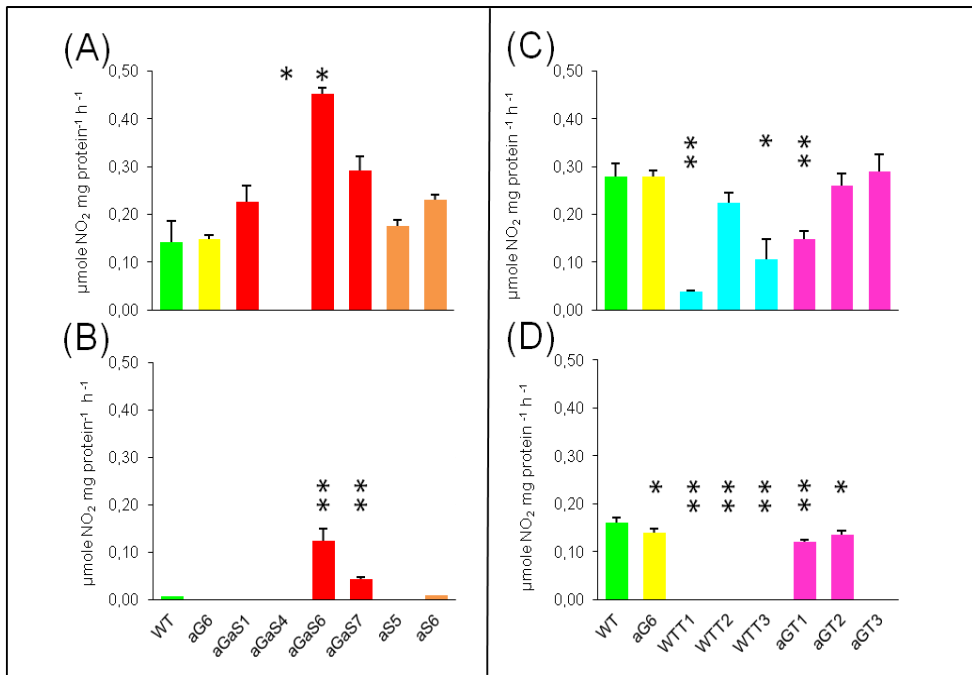 (A)
* *
0,50
0,40
0,30
0,20
0,10
0,00
µmole NO₂ mg protein⁻¹ h⁻¹
(B)
0,50
0,40
0,30
0,20
0,10
0,00
µmole NO₂ mg protein⁻¹ h⁻¹
** **
WT aG6 aGaS1 aGaS4 aGaS6 aGaS7 aS5 aS6
(C)
0,50
0,40
0,30
0,20
0,10
0,00
µmole NO₂ mg protein⁻¹ h⁻¹
** * **
(D)
0,50
0,40
0,30
0,20
0,10
0,00
µmole NO₂ mg protein⁻¹ h⁻¹
* ** ** ** ** *
WT aG6 WTT1 WTT2 WTT3 aGT1 aGT2 aGT3